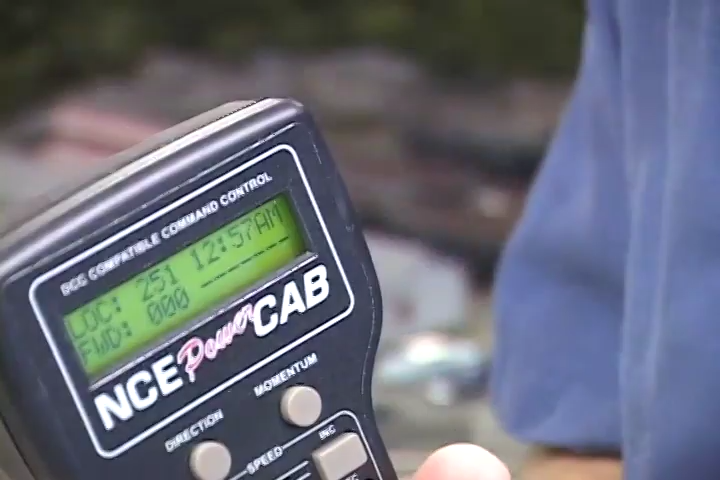 DCC COMPATIBLE COMMAND CONTROL
LOC: 251 12:57AM
FWD: 000 -------
NCE Power CAB
MOMENTUM
DIRECTION
SPEED
INC